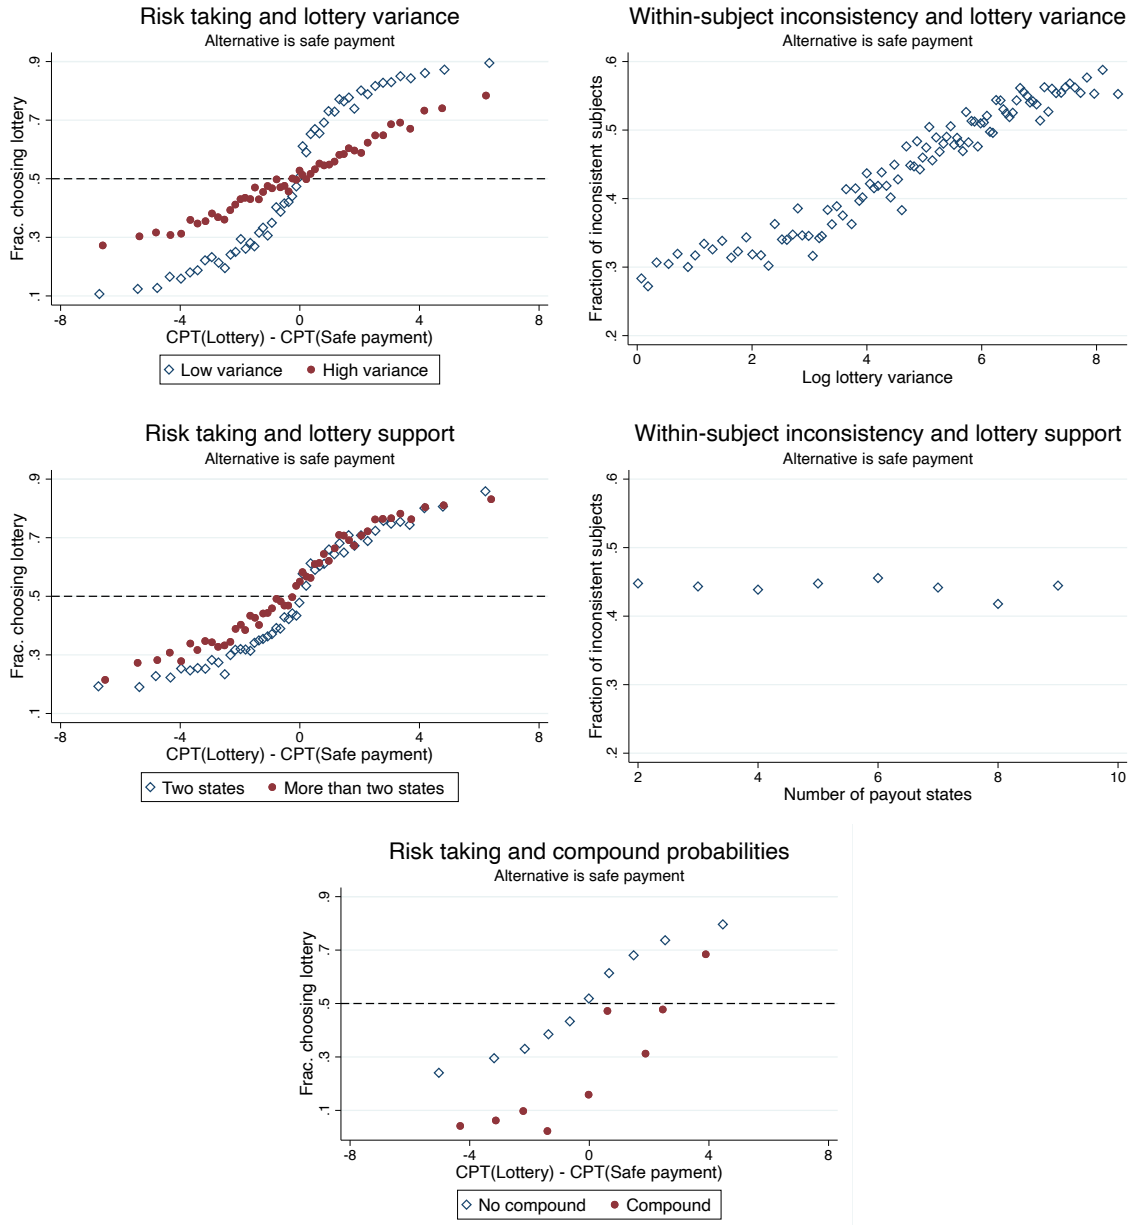 Risk taking and lottery variance
Alternative is safe payment
Frac. choosing lottery
.9
.7
.5
.3
.1
-8 -4 0 4 8
CPT(Lottery) - CPT(Safe payment)
Low variance High variance
Within-subject inconsistency and lottery variance
Alternative is safe payment
Fraction of inconsistent subjects
.6
.5
.4
.3
.2
0 2 4 6 8
Log lottery variance
Risk taking and lottery support
Alternative is safe payment
Frac. choosing lottery
.9
.7
.5
.3
.1
-8 -4 0 4 8
CPT(Lottery) - CPT(Safe payment)
Two states More than two states
Within-subject inconsistency and lottery support
Alternative is safe payment
Fraction of inconsistent subjects
.6
.5
.4
.3
.2
2 4 6 8 10
Number of payout states
Risk taking and compound probabilities
Alternative is safe payment
Frac. choosing lottery
.9
.7
.5
.3
.1
-8 -4 0 4 8
CPT(Lottery) - CPT(Safe payment)
No compound Compound